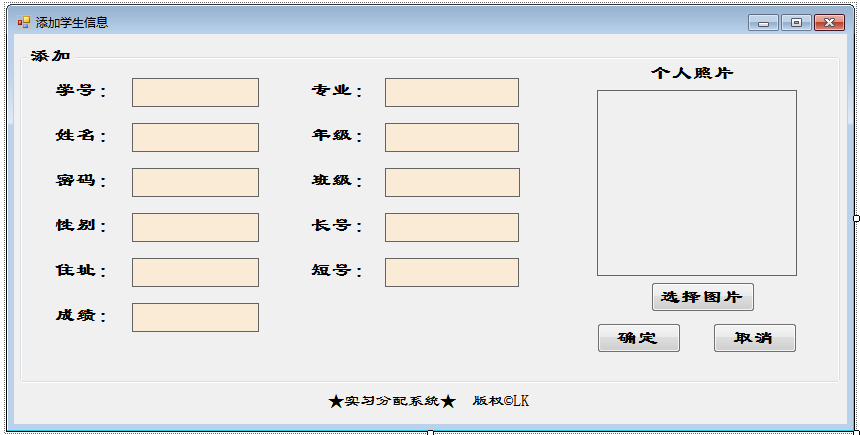 添加学生信息
添加
个人照片
学号： 专业：
姓名： 年级：
密码： 班级：
性别： 长号：
住址： 短号：
成绩：
选择图片
确定 取消
★实习分配系统★ 版权©LK